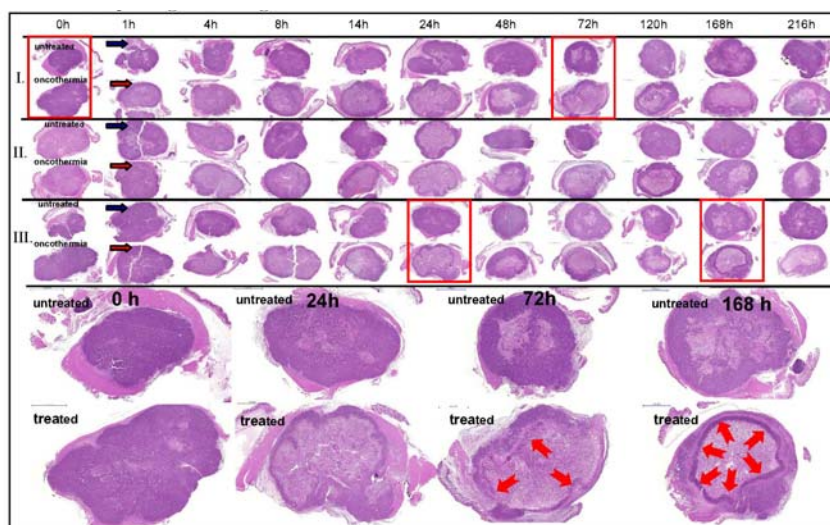 0h 1h 4h 8h 14h 24h 48h 72h 120h 168h 216h
untreated
I.
oncothermia
untreated
II.
oncothermia
untreated
III.
oncothermia
untreated 0 h untreated 24h untreated 72h untreated 168 h
treated treated treated treated